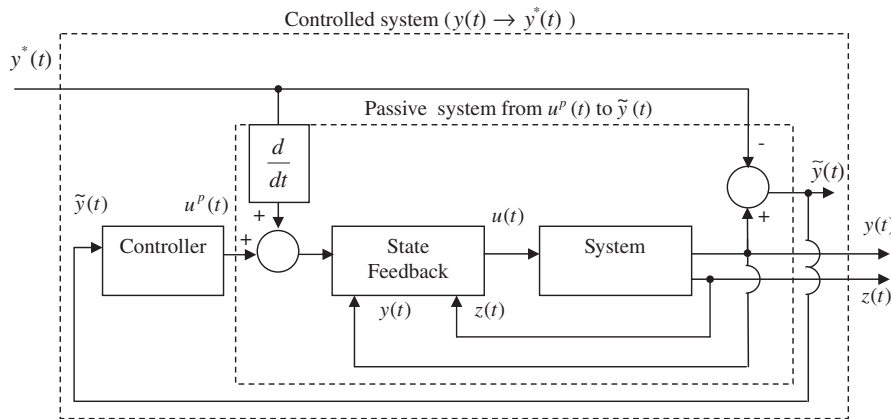 Controlled system ( y(t) → y*(t) )
y*(t)
Passive system from u^p(t) to ỹ(t)
d
dt
-
ỹ(t)
ỹ(t)
u^p(t)
+
+
+
u(t)
y(t)
Controller
State
Feedback
System
z(t)
y(t)
z(t)